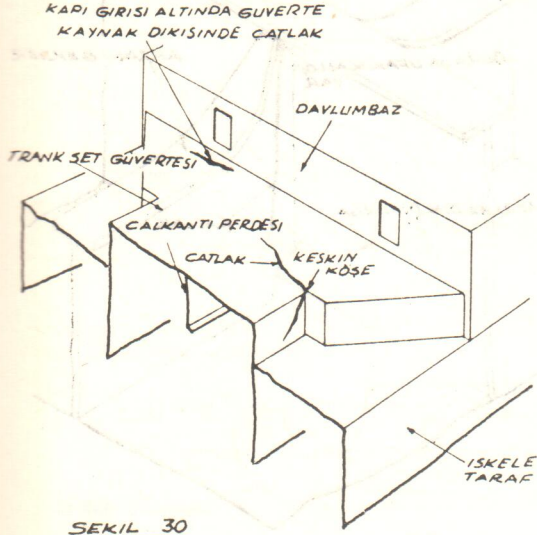 KAPI GIRISI ALTINDA GUVERTE
KAYNAK DIKISINDE CATLAK
DAVLUMBAZ
TRANK SET GÜVERTESI
CALKANTI PERDESI
CATLAK
KESKIN
KÖSE
ISKELE
TARAF
SEKIL 30